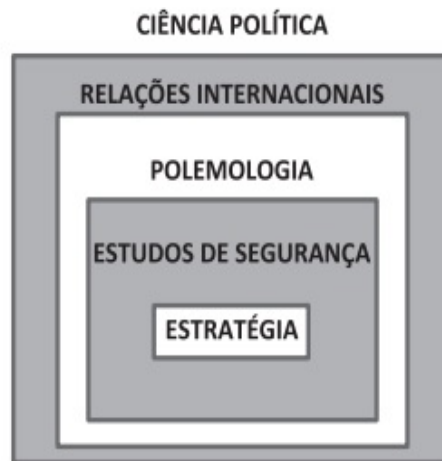 CIÊNCIA POLÍTICA
RELAÇÕES INTERNACIONAIS
POLEMOLOGIA
ESTUDOS DE SEGURANÇA
ESTRATÉGIA